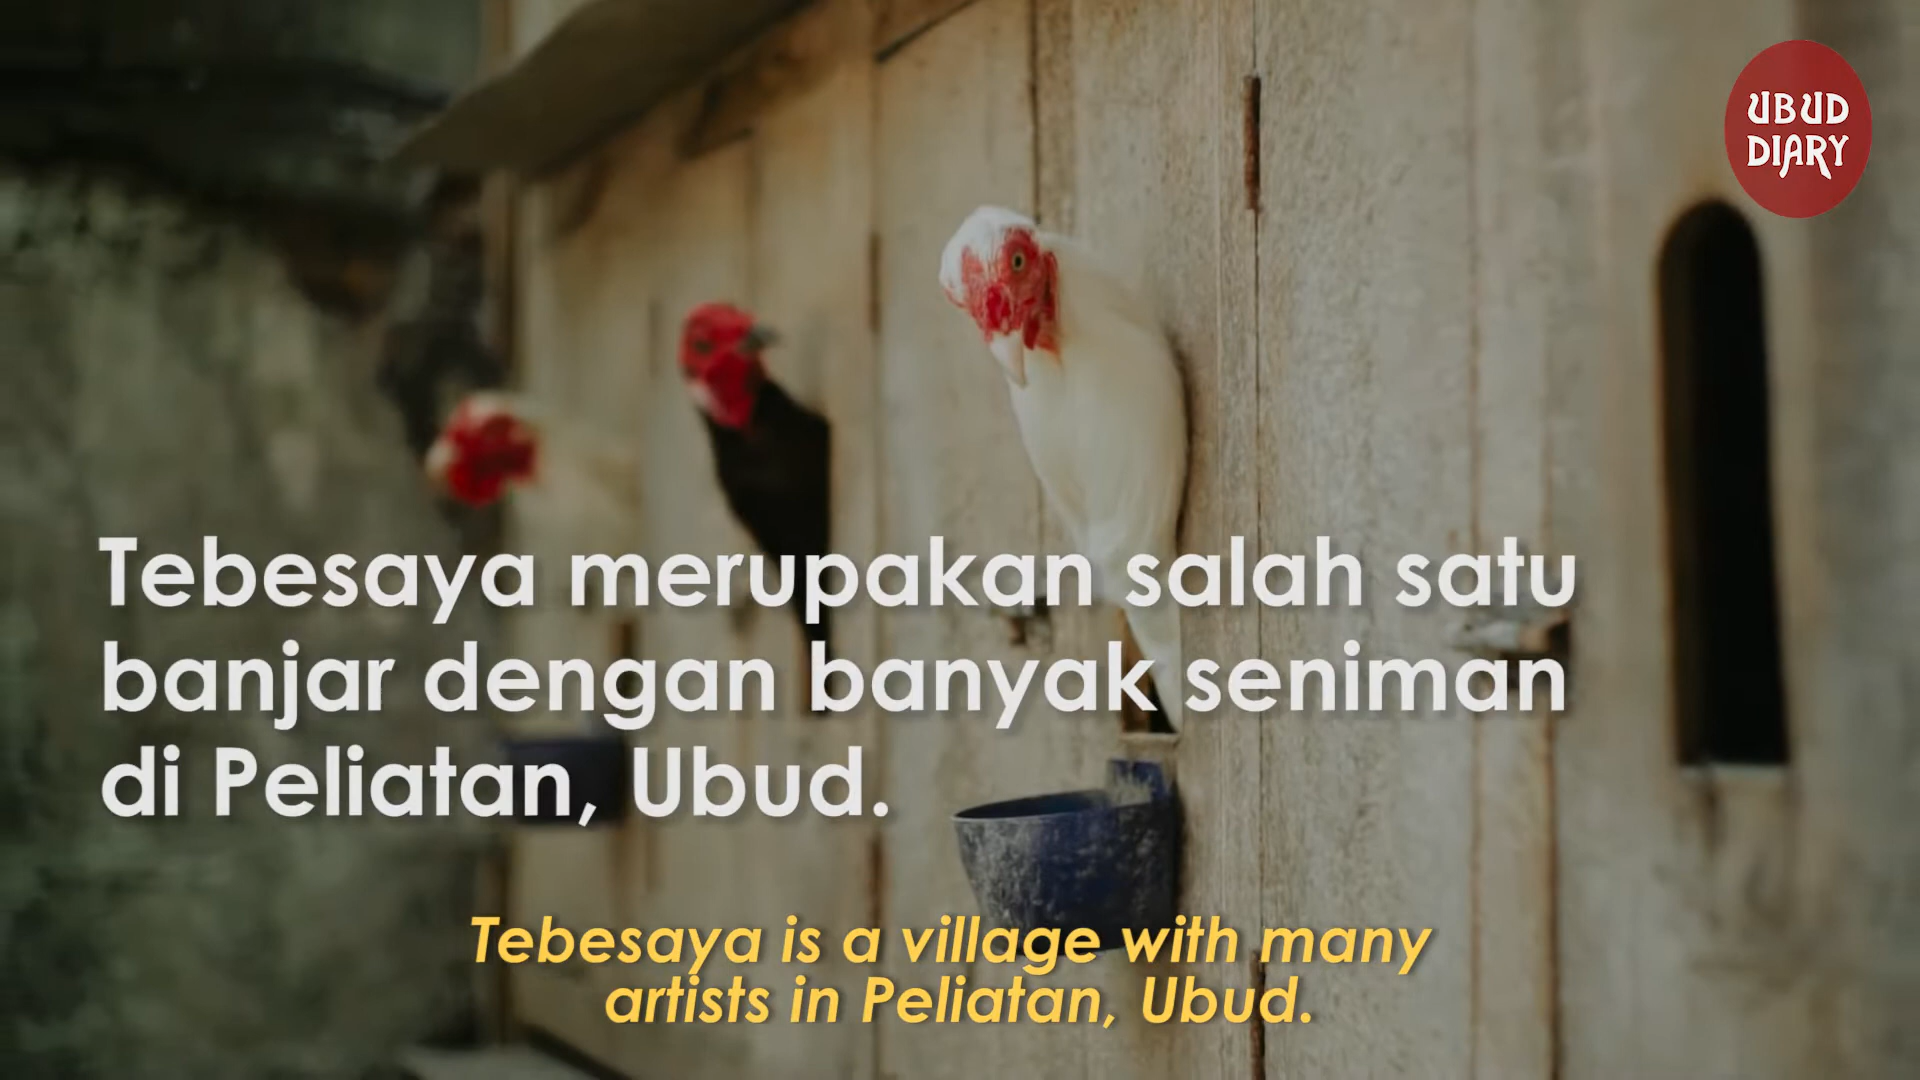 UBUD
DIARY
Tebesaya merupakan salah satu
banjar dengan banyak seniman
di Peliatan, Ubud.
Tebesaya is a village with many
artists in Peliatan, Ubud.